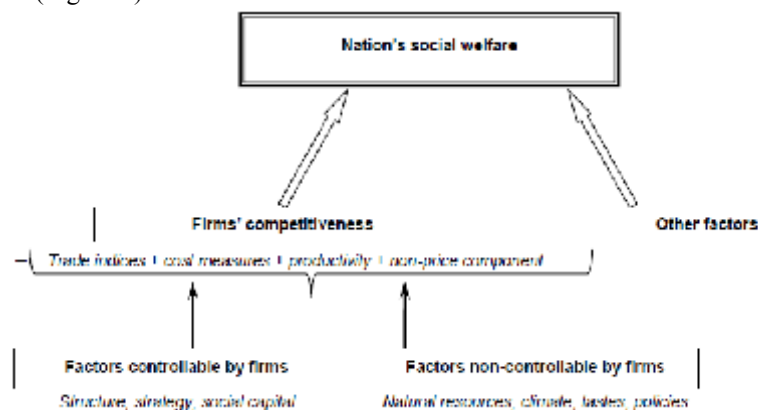 Nation's social welfare
Firms' competitiveness
Other factors
Trade indices + cost measures + productivity + non-price component
Factors controllable by firms
Factors non-controllable by firms
Structure, strategy, social capital
Natural resources, climate, tastes, policies